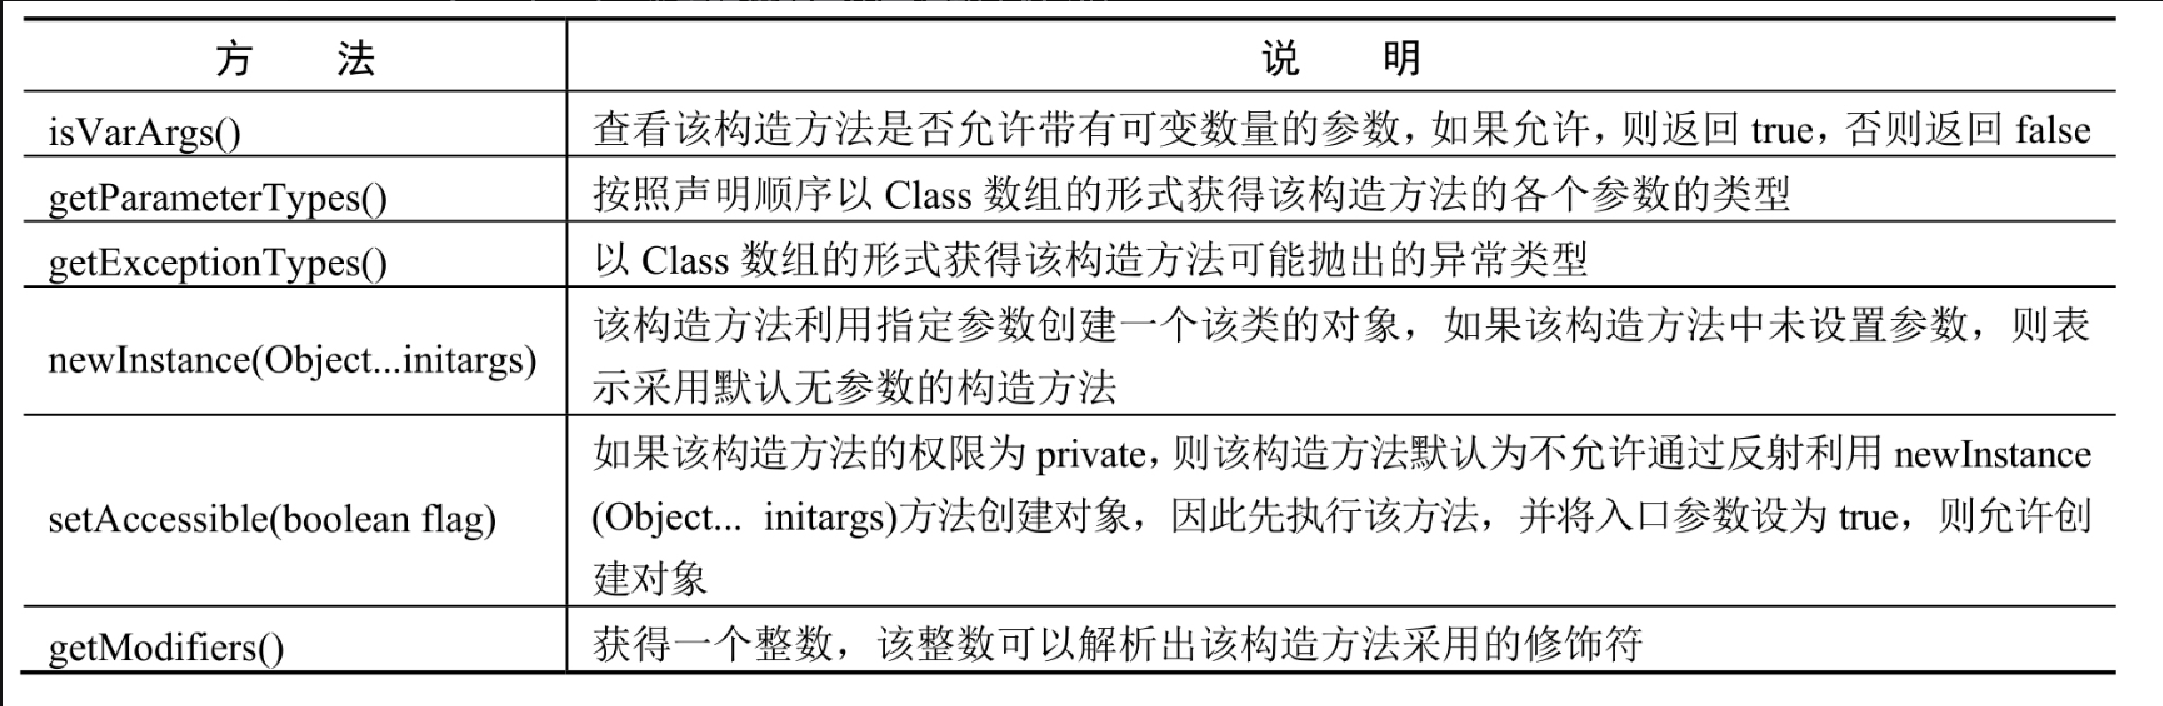 方 法 说 明
isVarArgs() 查看该构造方法是否允许带有可变数量的参数，如果允许，则返回 true，否则返回 false
getParameterTypes() 按照声明顺序以 Class 数组的形式获得该构造方法的各个参数的类型
getExceptionTypes() 以 Class 数组的形式获得该构造方法可能抛出的异常类型
newInstance(Object...initargs) 该构造方法利用指定参数创建一个该类的对象，如果该构造方法中未设置参数，则表
示采用默认无参数的构造方法
setAccessible(boolean flag) 如果该构造方法的权限为 private，则该构造方法默认为不允许通过反射利用 newInstance
(Object... initargs)方法创建对象，因此先执行该方法，并将入口参数设为 true，则允许创
建对象
getModifiers() 获得一个整数，该整数可以解析出该构造方法采用的修饰符